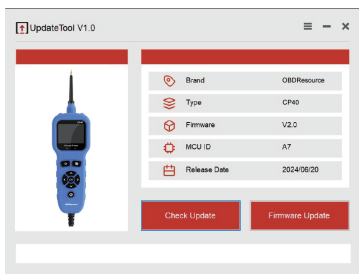 UpdateTool V1.0
Brand OBDResource
Type CP40
Firmware V2.0
MCU ID A7
Release Date 2024/06/20
Check Update Firmware Update